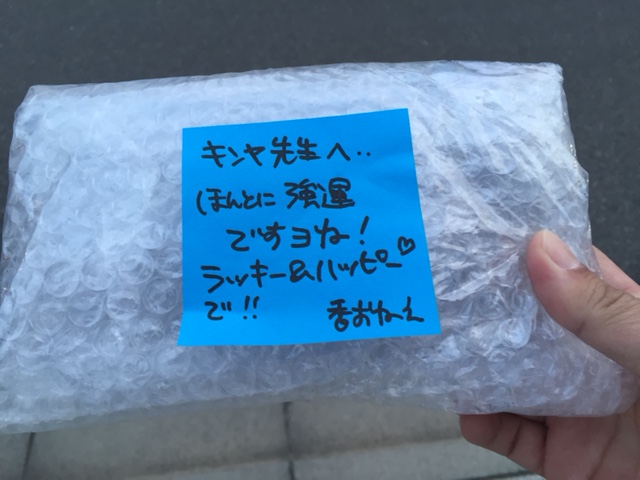 キンヤ先生へ‥
ほんとに強運
ですヨね!
ラッキー&ハッピー♡
で!!
香おねえ